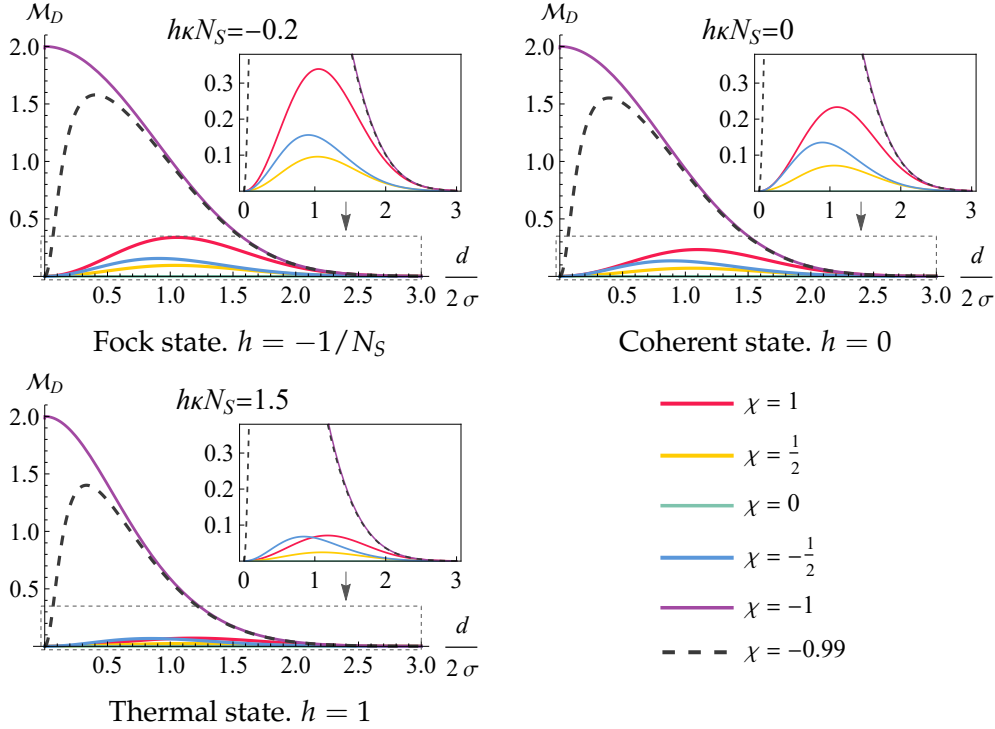 𝓜_D
hκN_S=−0.2
2.0
1.5
1.0
0.5
0.5 1.0 1.5 2.0 2.5 3.0
d
2 σ
0.3
0.2
0.1
0 1 2 3
Fock state. h = −1/N_S
𝓜_D
hκN_S=0
2.0
1.5
1.0
0.5
0.5 1.0 1.5 2.0 2.5 3.0
d
2 σ
0.3
0.2
0.1
0 1 2 3
Coherent state. h = 0
𝓜_D
hκN_S=1.5
2.0
1.5
1.0
0.5
0.5 1.0 1.5 2.0 2.5 3.0
d
2 σ
0.3
0.2
0.1
0 1 2 3
Thermal state. h = 1
χ = 1
χ = 1/2
χ = 0
χ = −1/2
χ = −1
χ = −0.99